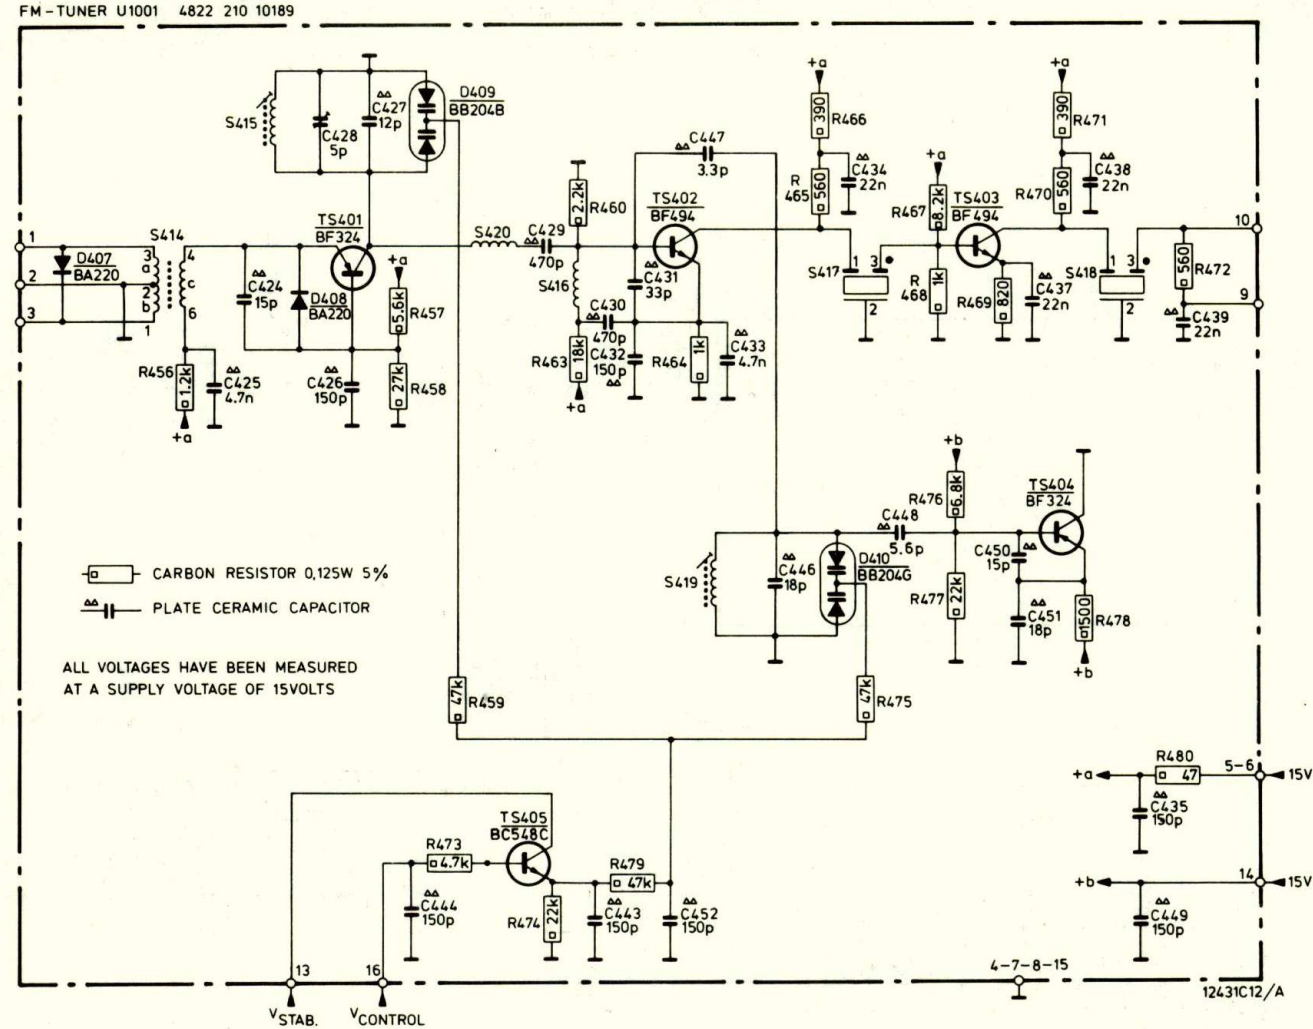 FM-TUNER U1001 4822 210 10189
S415
C428
5p
C427
12p
D409
BB204B
C447
3.3p
+a
390
R466
R
465
560
C434
22n
+a
390
R471
R470
560
C438
22n
+a
R467
8.2k
R
468
1k
TS403
BF494
R469
820
C437
22n
S417
1
3
2
S418
1
3
2
560
R472
C439
22n
10
9
1
2
3
D407
BA220
S414
3
a
2
b
1
4
c
6
C424
15p
D408
BA220
TS401
BF324
+a
5.6k
R457
27k
R458
R456
1.2k
+a
C425
4.7n
C426
150p
S420
C429
470p
2.2k
R460
S416
C430
470p
R463
18k
+a
C431
33p
C432
150p
TS402
BF494
R464
1k
C433
4.7n
+b
R476
6.8k
TS404
BF324
C448
5.6p
C450
15p
S419
C446
18p
D410
BB204G
R477
22k
C451
18p
1500
R478
+b
CARBON RESISTOR 0,125W 5%
PLATE CERAMIC CAPACITOR
ALL VOLTAGES HAVE BEEN MEASURED
AT A SUPPLY VOLTAGE OF 15VOLTS
47k
R459
47k
R475
+a
R480
47
5-6
15V
C435
150p
+b
14
15V
C449
150p
TS405
BC548C
R473
4.7k
R479
47k
C444
150p
R474
22k
C443
150p
C452
150p
13
16
4-7-8-15
12431C12/A
VSTAB.
VCONTROL